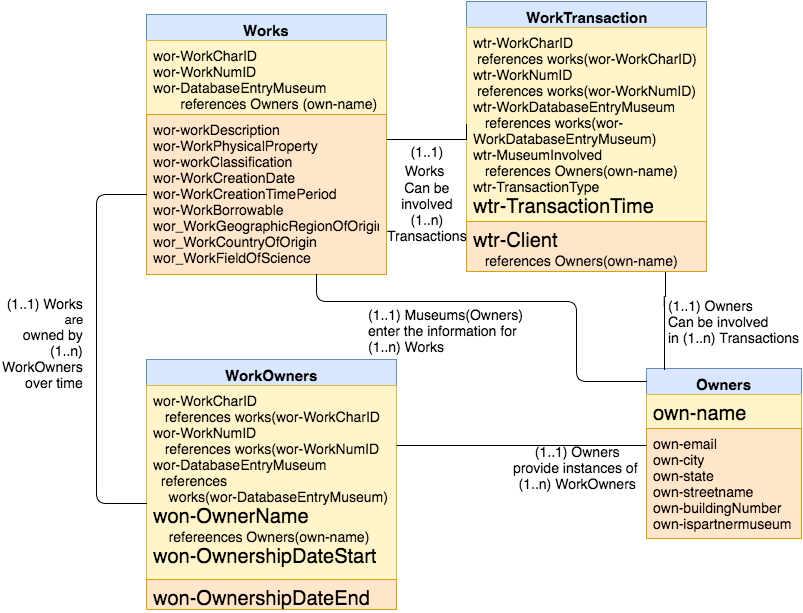 Works
wor-WorkCharID
wor-WorkNumID
wor-DatabaseEntryMuseum
references Owners (own-name)
wor-workDescription
wor-WorkPhysicalProperty
wor-workClassification
wor-WorkCreationDate
wor-WorkCreationTimePeriod
wor-WorkBorrowable
wor_WorkGeographicRegionOfOrigi
wor_WorkCountryOfOrigin
wor_WorkFieldOfScience
WorkTransaction
wtr-WorkCharID
references works(wor-WorkCharID)
wtr-WorkNumID
references works(wor-WorkNumID)
wtr-WorkDatabaseEntryMuseum
references works(wor-
WorkDatabaseEntryMuseum)
wtr-MuseumInvolved
references Owners(own-name)
wtr-TransactionType
wtr-TransactionTime
wtr-Client
references Owners(own-name)
(1..1)
Works
Can be
involved
(1..n)
Transactions
(1..1) Works
are
owned by
(1..n)
WorkOwners
over time
(1..1) Museums(Owners)
enter the information for
(1..n) Works
(1..1) Owners
Can be involved
in (1..n) Transactions
WorkOwners
wor-WorkCharID
references works(wor-WorkCharID
wor-WorkNumID
references works(wor-WorkNumID
wor-DatabaseEntryMuseum
references
works(wor-DatabaseEntryMuseum)
won-OwnerName
refereences Owners(own-name)
won-OwnershipDateStart
won-OwnershipDateEnd
(1..1) Owners
provide instances of
(1..n) WorkOwners
Owners
own-name
own-email
own-city
own-state
own-streetname
own-buildingNumber
own-ispartnermuseum